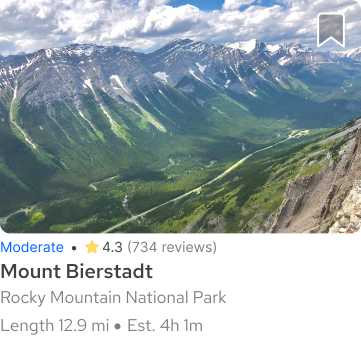 Moderate • ⭐ 4.3 (734 reviews)
Mount Bierstadt
Rocky Mountain National Park
Length 12.9 mi • Est. 4h 1m